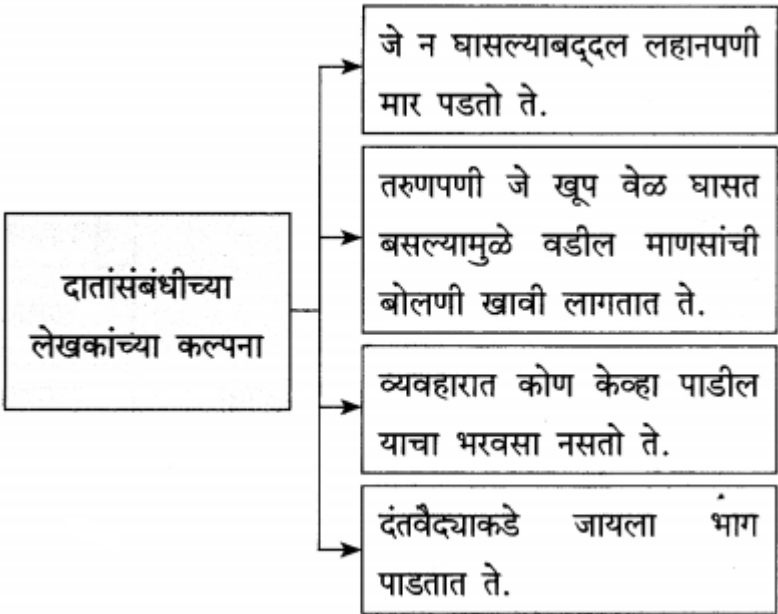 दातांसंबंधीच्या
लेखकांच्या कल्पना
जे न घासल्याबद्‌दल लहानपणी
मार पडतो ते.
तरुणपणी जे खूप वेळ घासत
बसल्यामुळे वडील माणसांची
बोलणी खावी लागतात ते.
व्यवहारात कोण केव्हा पाडील
याचा भरवसा नसतो ते.
दंतवैद्याकडे जायला भाग
पाडतात ते.